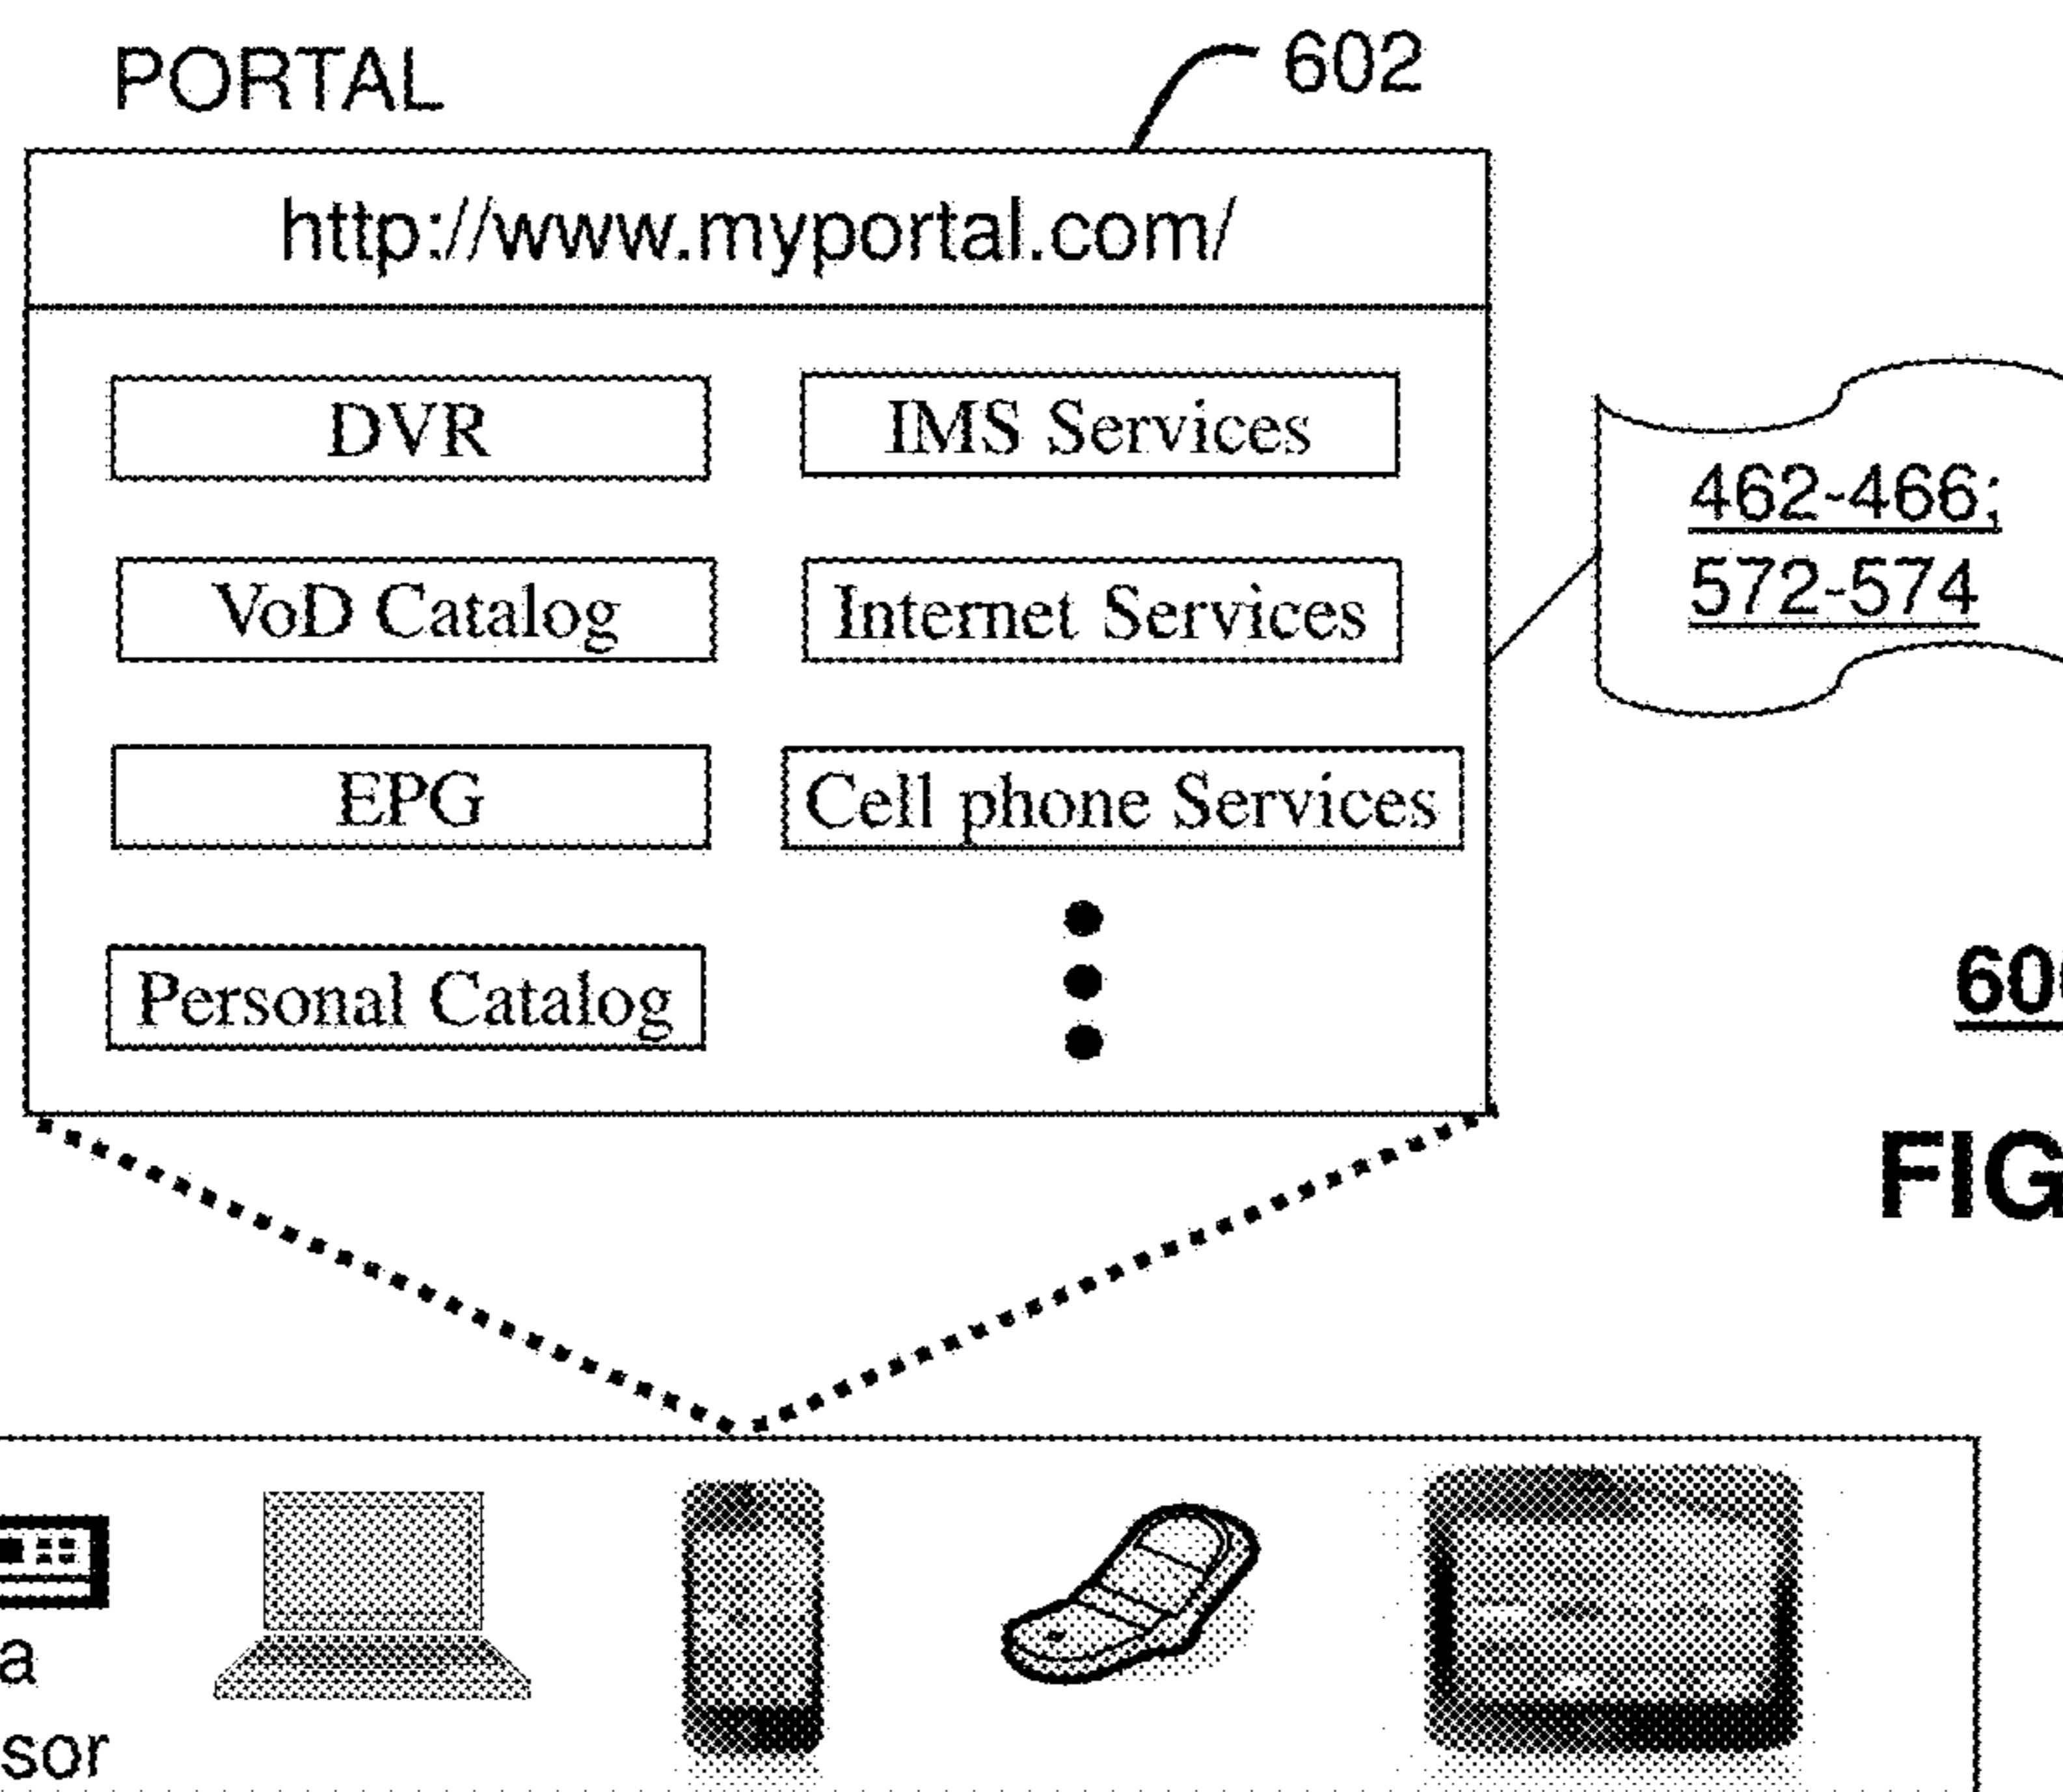 PORTAL
602
http://www.myportal.com/
DVR
IMS Services
462-466;
572-574
VoD Catalog
Internet Services
EPG
Cell phone Services
Personal Catalog
FIG